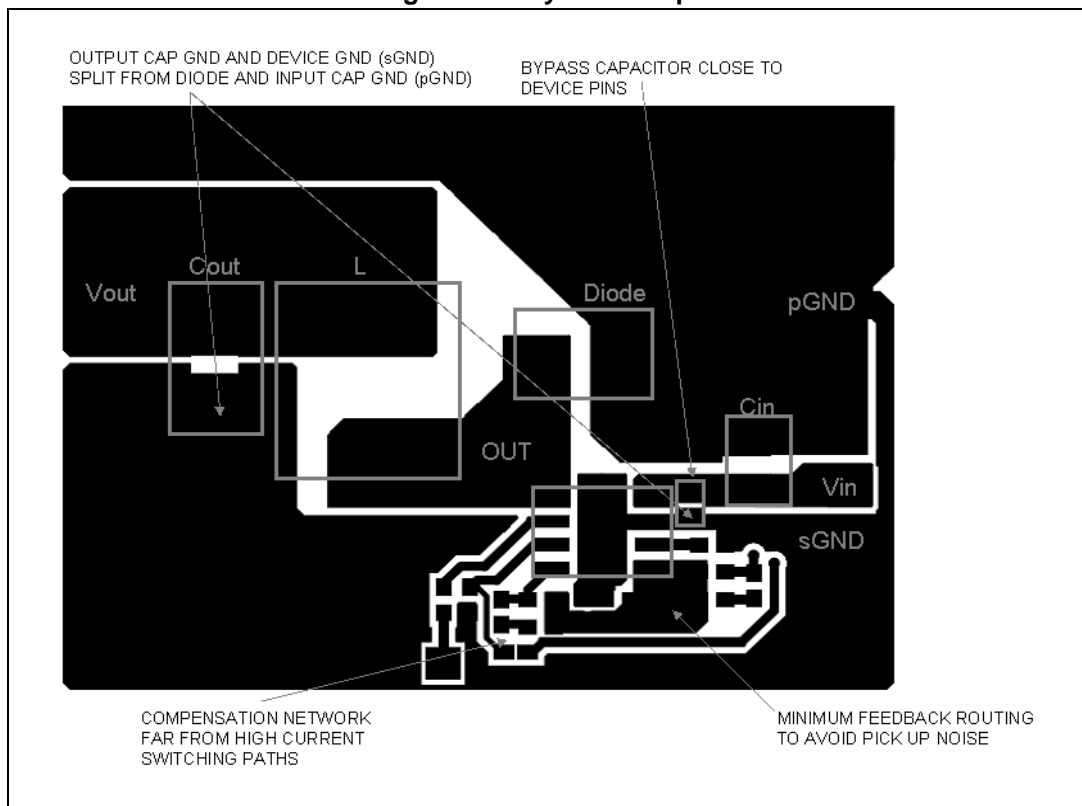 OUTPUT CAP GND AND DEVICE GND (sGND)
SPLIT FROM DIODE AND INPUT CAP GND (pGND)
BYPASS CAPACITOR CLOSE TO
DEVICE PINS
Cout
L
Vout
Diode
pGND
Cin
OUT
Vin
sGND
COMPENSATION NETWORK
FAR FROM HIGH CURRENT
SWITCHING PATHS
MINIMUM FEEDBACK ROUTING
TO AVOID PICK UP NOISE